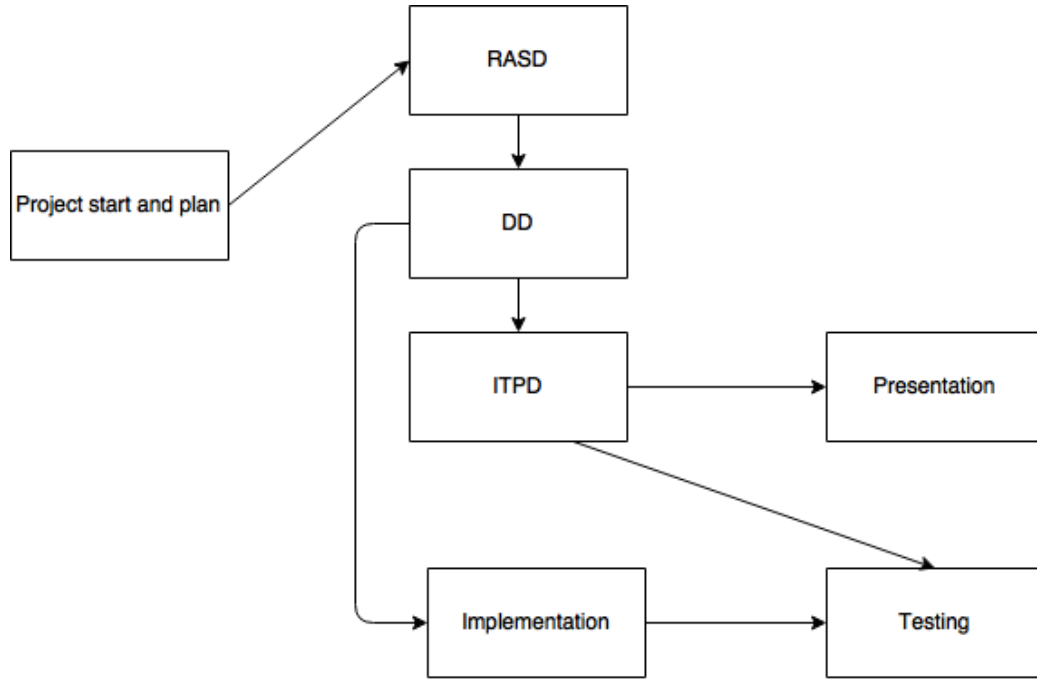 RASD
Project start and plan
DD
ITPD
Presentation
Implementation
Testing